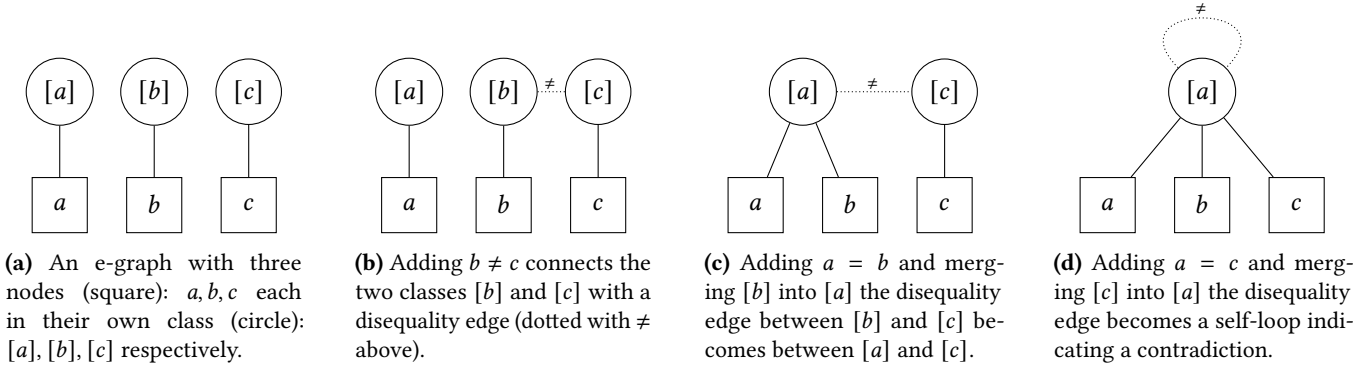 ≠
[a] [b] [c] [a] [b] ≠ [c] [a] ≠ [c] [a]
a b c a b c a b c a b c
(a) An e-graph with three
nodes (square): a, b, c each
in their own class (circle):
[a], [b], [c] respectively.
(b) Adding b ≠ c connects the
two classes [b] and [c] with a
disequality edge (dotted with ≠
above).
(c) Adding a = b and merg-
ing [b] into [a] the disequality
edge between [b] and [c] be-
comes between [a] and [c].
(d) Adding a = c and merg-
ing [c] into [a] the disequality
edge becomes a self-loop indi-
cating a contradiction.